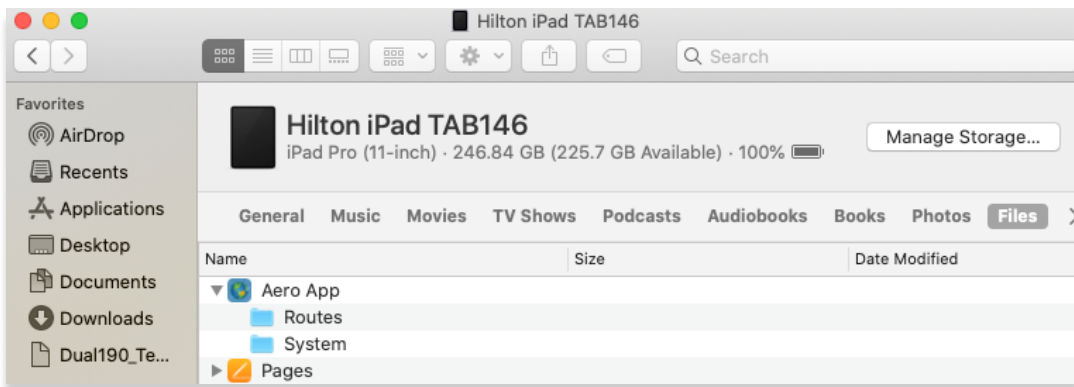 Hilton iPad TAB146
Search
Favorites
AirDrop
Recents
Applications
Desktop
Documents
Downloads
Dual190_Te...
Hilton iPad TAB146
iPad Pro (11-inch) · 246.84 GB (225.7 GB Available) · 100%
Manage Storage...
General Music Movies TV Shows Podcasts Audiobooks Books Photos Files
Name Size Date Modified
Aero App
Routes
System
Pages